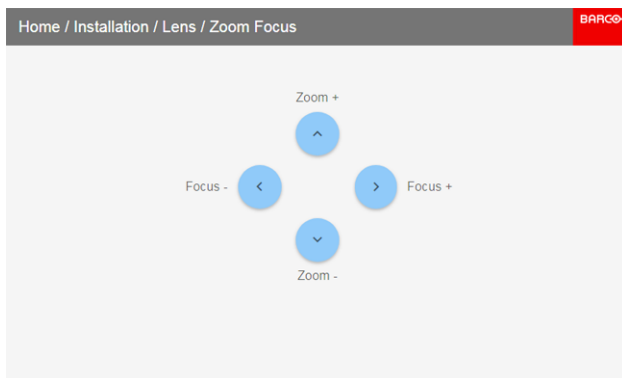 Home / Installation / Lens / Zoom Focus
BARCO
Zoom +
Focus -
Focus +
Zoom -